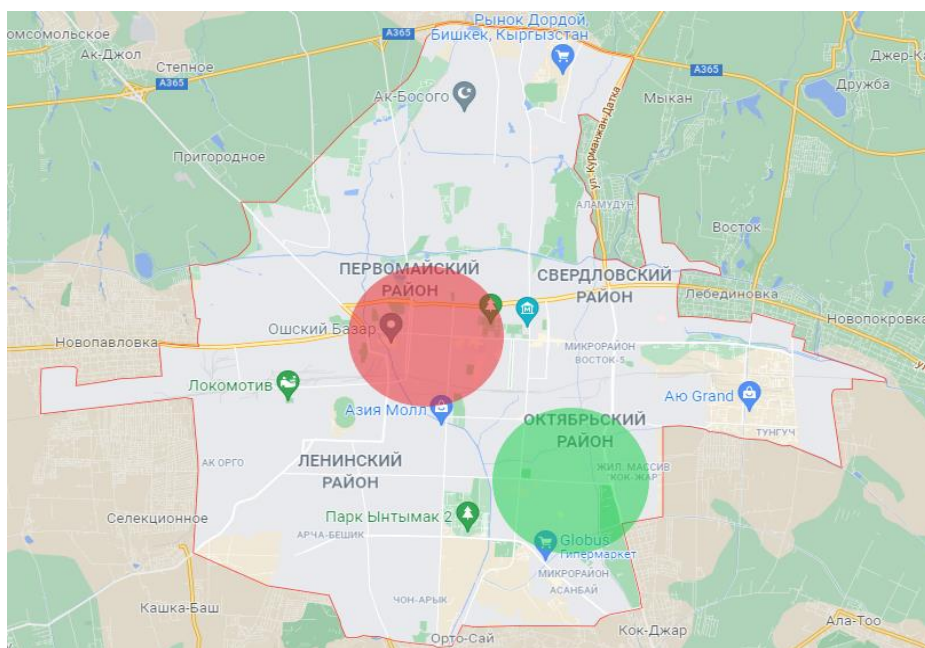 Рынок Дордой,
Бишкек, Кыргызстан
омсомольское
A365
Ак-Джол
Степное
A365
A365
Джер-Ка
Дружба
Ак-Босого
Мыкан
ул. Курманжан-Датка
Пригородное
АЛАМУДУН
Восток
ПЕРВОМАЙСКИЙ
РАЙОН
СВЕРДЛОВСКИЙ
РАЙОН
Лебединовка
Новопокровка
Ошский Базар
Новопавловка
МИКРОРАЙОН
ВОСТОК-5
ул.
Локомотив
Аю Grand
Азия Молл
ОКТЯБРЬСКИЙ
РАЙОН
ТУНГУЧ
АК ОРГО
ЛЕНИНСКИЙ
РАЙОН
ЖИЛ. МАССИВ
"КОК-ЖАР"
Селекционное
Парк Ынтымак 2
АРЧА-БЕШИК
Globus
Гипермаркет
МИКРОРАЙОН
АСАНБАЙ
ЧОН-АРЫК
Кашка-Баш
Орто-Сай
Кок-Джар
Ала-Тоо